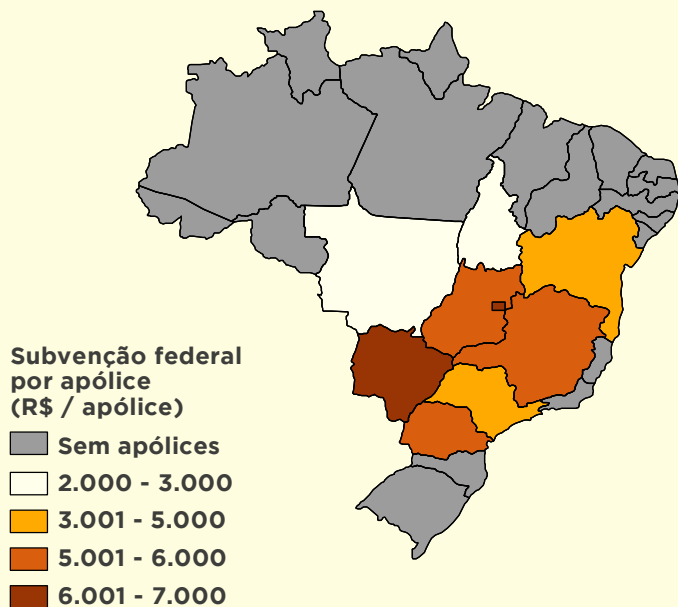 Subvenção federal
por apólice
(R$ / apólice)
Sem apólices
2.000 - 3.000
3.001 - 5.000
5.001 - 6.000
6.001 - 7.000